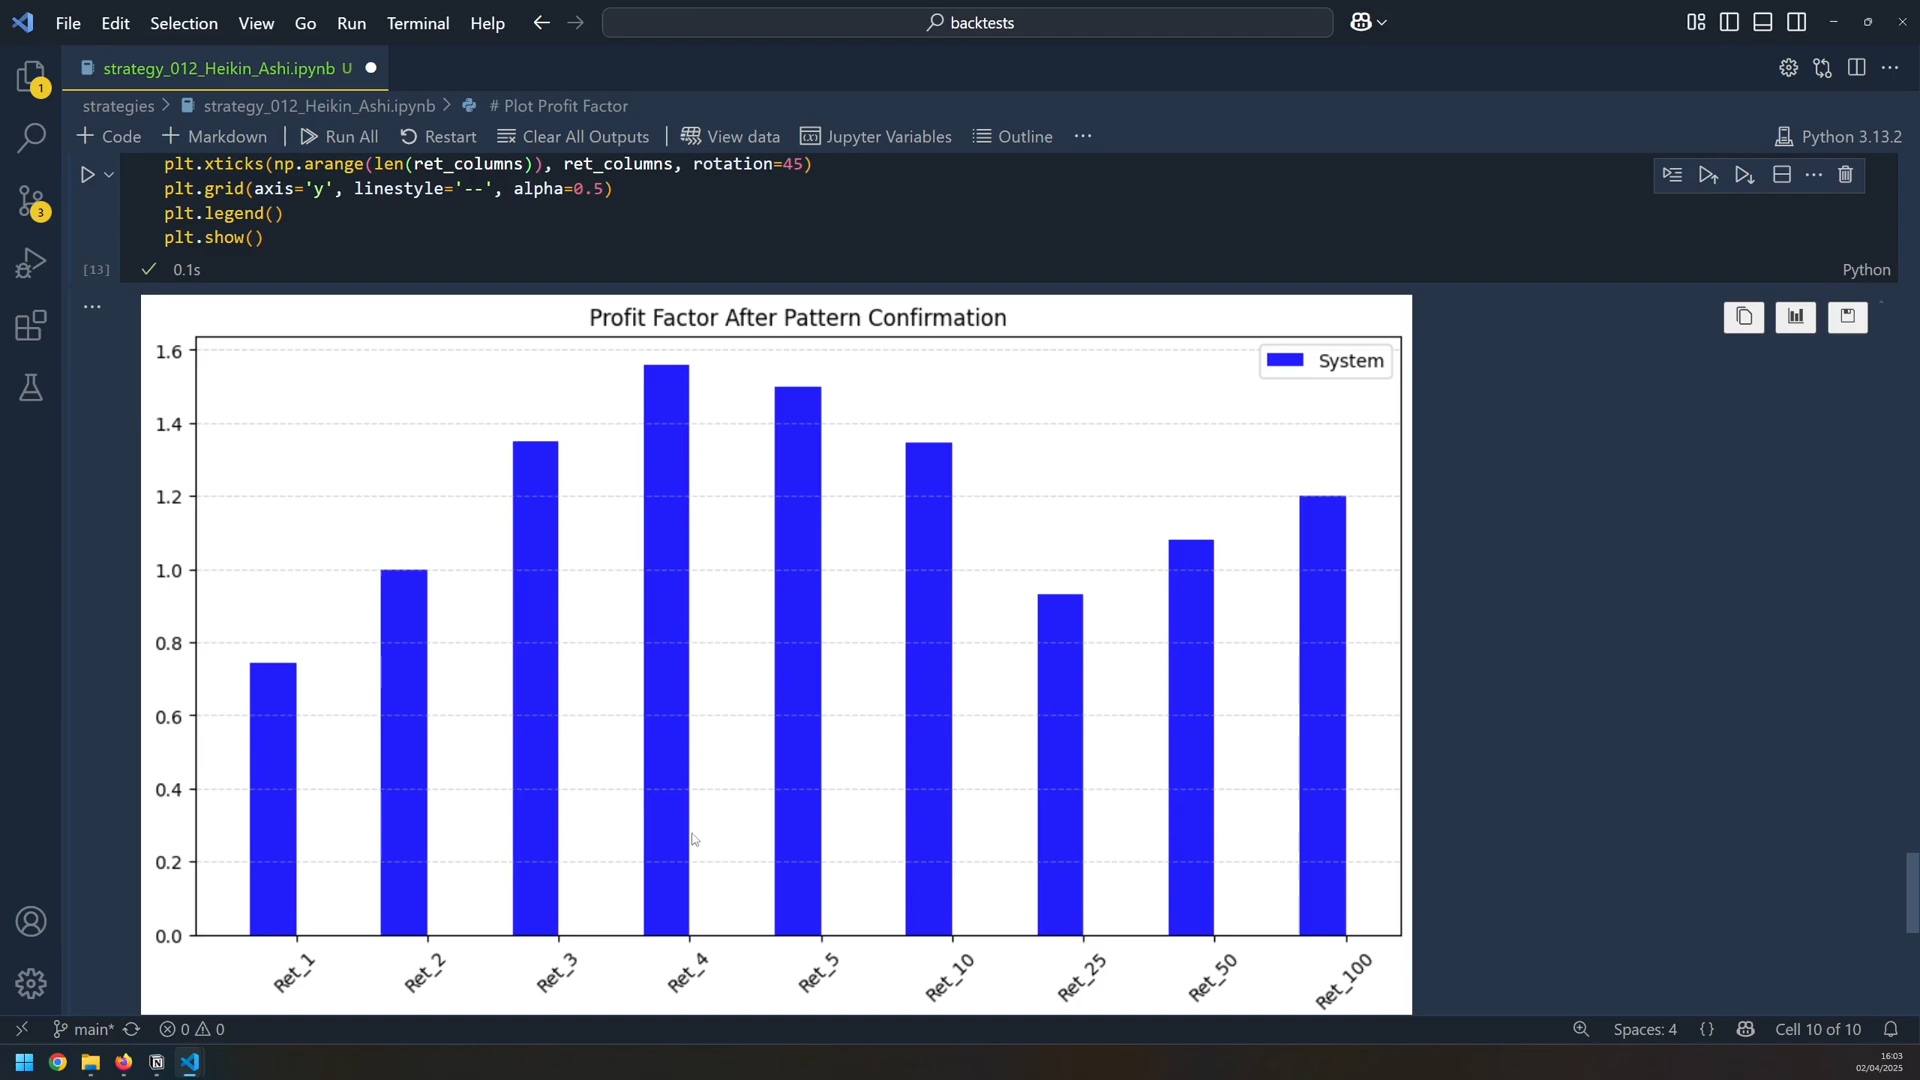 File Edit Selection View Go Run Terminal Help
backtests
strategy_012_Heikin_Ashi.ipynb U
strategies > strategy_012_Heikin_Ashi.ipynb > # Plot Profit Factor
+ Code + Markdown Run All Restart Clear All Outputs View data Jupyter Variables Outline ...
Python 3.13.2
plt.xticks(np.arange(len(ret_columns)), ret_columns, rotation=45)
plt.grid(axis='y', linestyle='--', alpha=0.5)
plt.legend()
plt.show()
[13]
0.1s
Python
1
3
Profit Factor After Pattern Confirmation
System
1.6
1.4
1.2
1.0
0.8
0.6
0.4
0.2
0.0
Ret_1 Ret_2 Ret_3 Ret_4 Ret_5 Ret_10 Ret_25 Ret_50 Ret_100
main* 0 0
Spaces: 4 {} Cell 10 of 10
16:03
02/04/2025